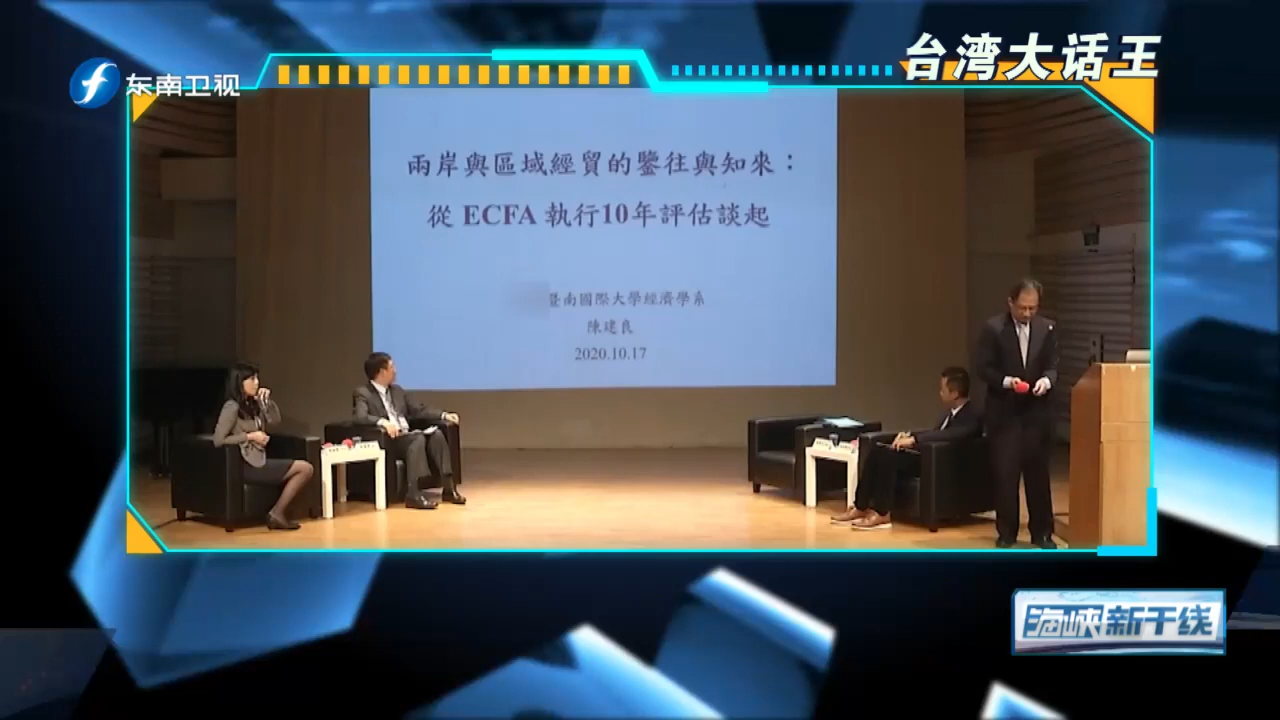 东南卫视
台湾大话王
兩岸與區域經貿的鑒往與知來：
從 ECFA 執行10年評估談起
暨南國際大學經濟學系
陳建良
2020.10.17
海峡新干线